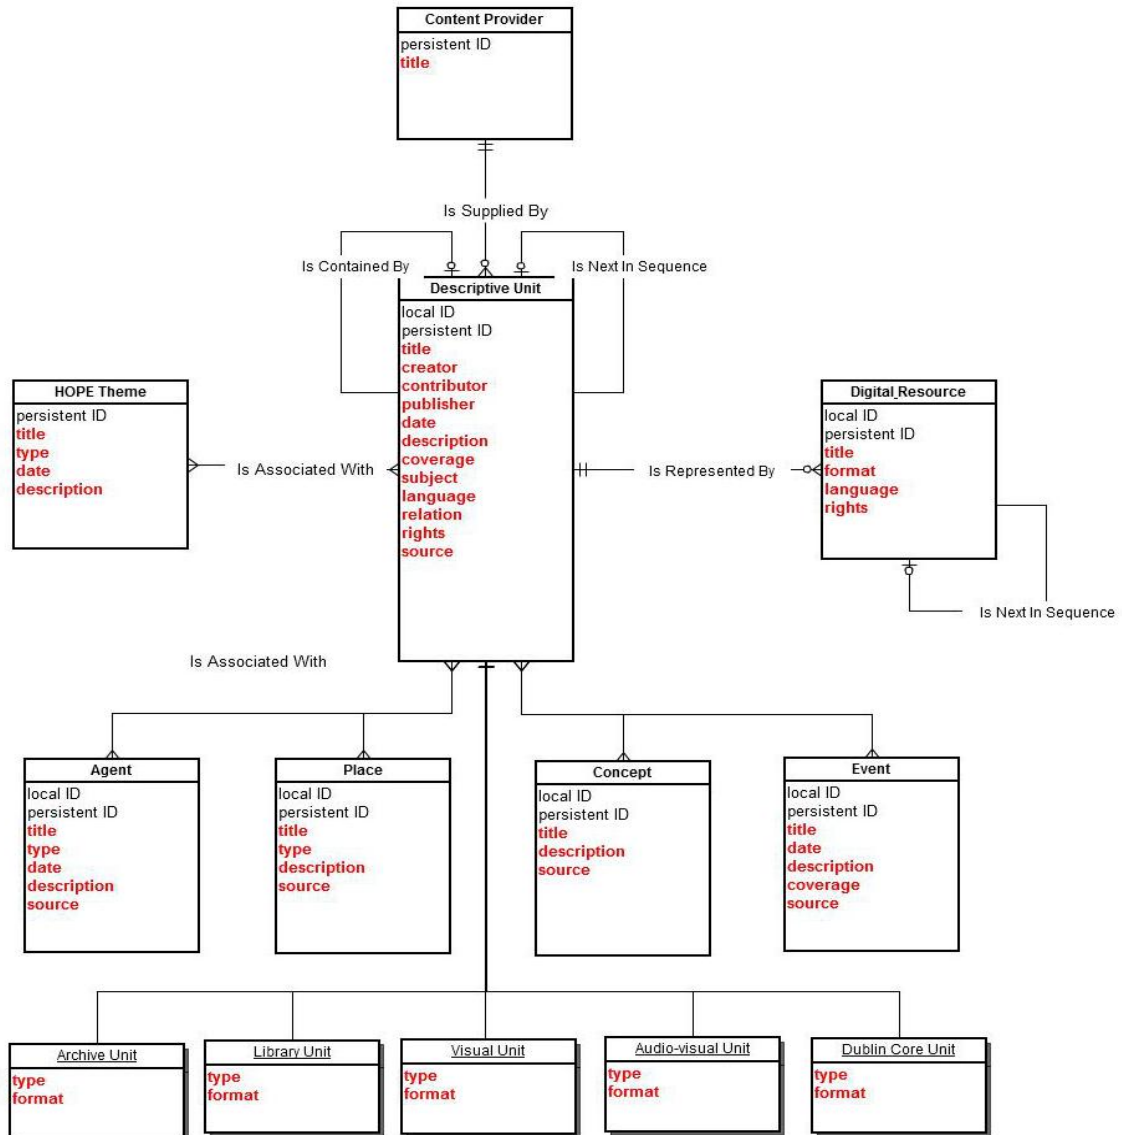 Content Provider
persistent ID
title
Is Supplied By
Is Contained By
Is Next In Sequence
Descriptive Unit
local ID
persistent ID
title
creator
contributor
publisher
date
description
coverage
subject
language
relation
rights
source
HOPE Theme
persistent ID
title
type
date
description
Is Associated With
Is Represented By
Digital Resource
local ID
persistent ID
title
format
language
rights
Is Next In Sequence
Is Associated With
Agent
local ID
persistent ID
title
type
date
description
source
Place
local ID
persistent ID
title
type
description
source
Concept
local ID
persistent ID
title
description
source
Event
local ID
persistent ID
title
date
description
coverage
source
Archive Unit
type
format
Library Unit
type
format
Visual Unit
type
format
Audio-visual Unit
type
format
Dublin Core Unit
type
format